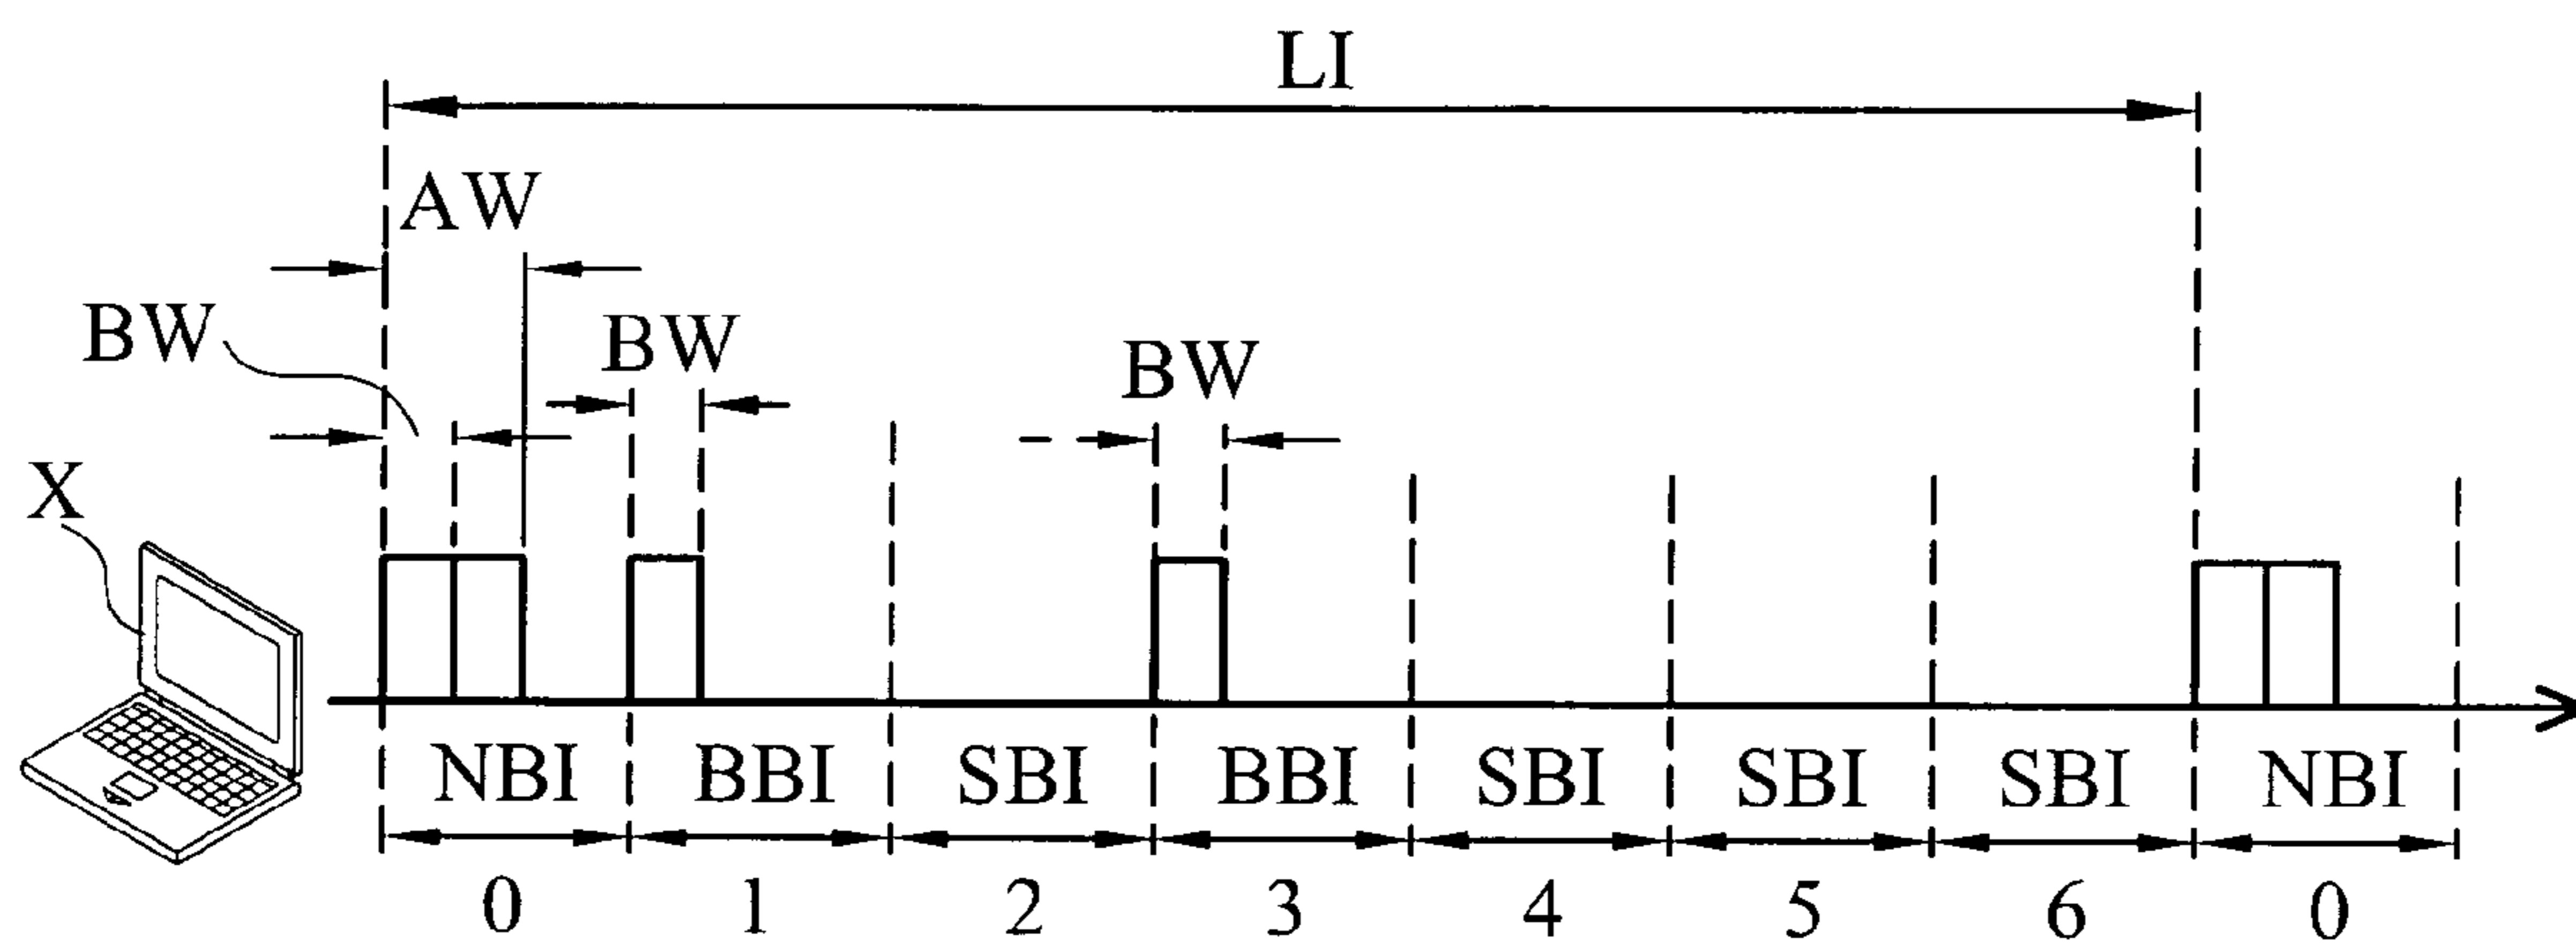 LI
AW
BW
BW
BW
X
NBI BBI SBI BBI SBI SBI SBI NBI
0 1 2 3 4 5 6 0